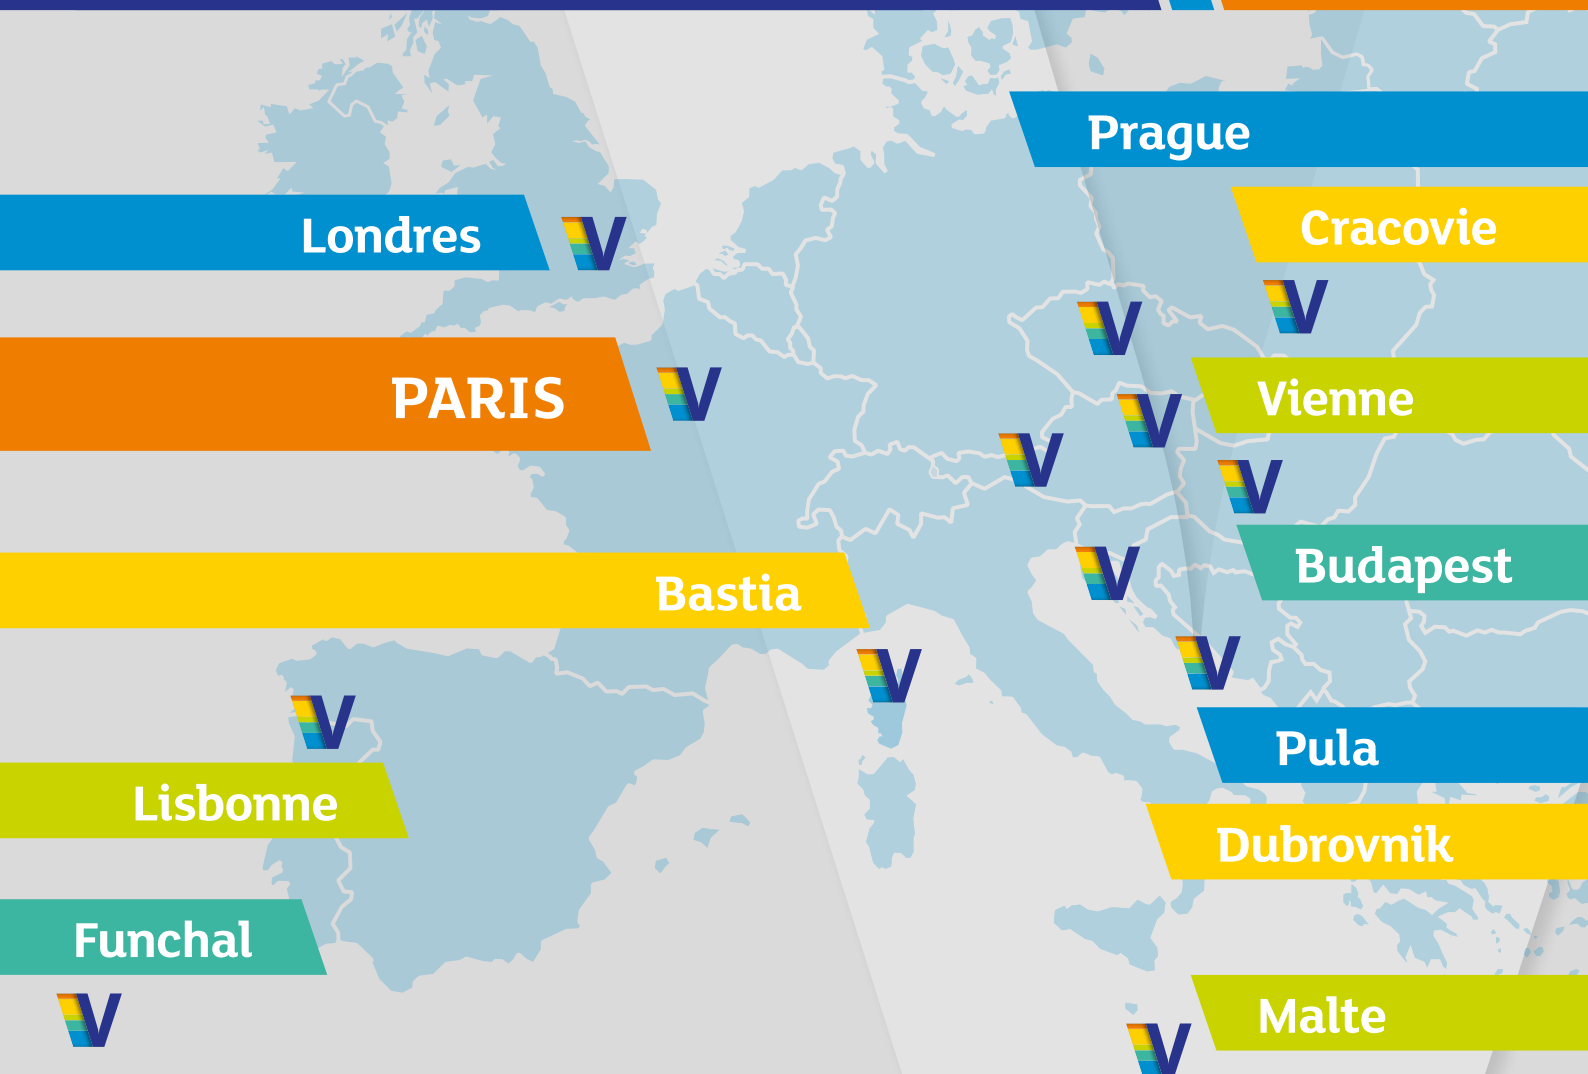 Prague
Cracovie
Londres
PARIS
Vienne
Budapest
Bastia
Pula
Lisbonne
Dubrovnik
Funchal
Malte
V
V
V
V
V
V
V
V
V
V
V
V
V